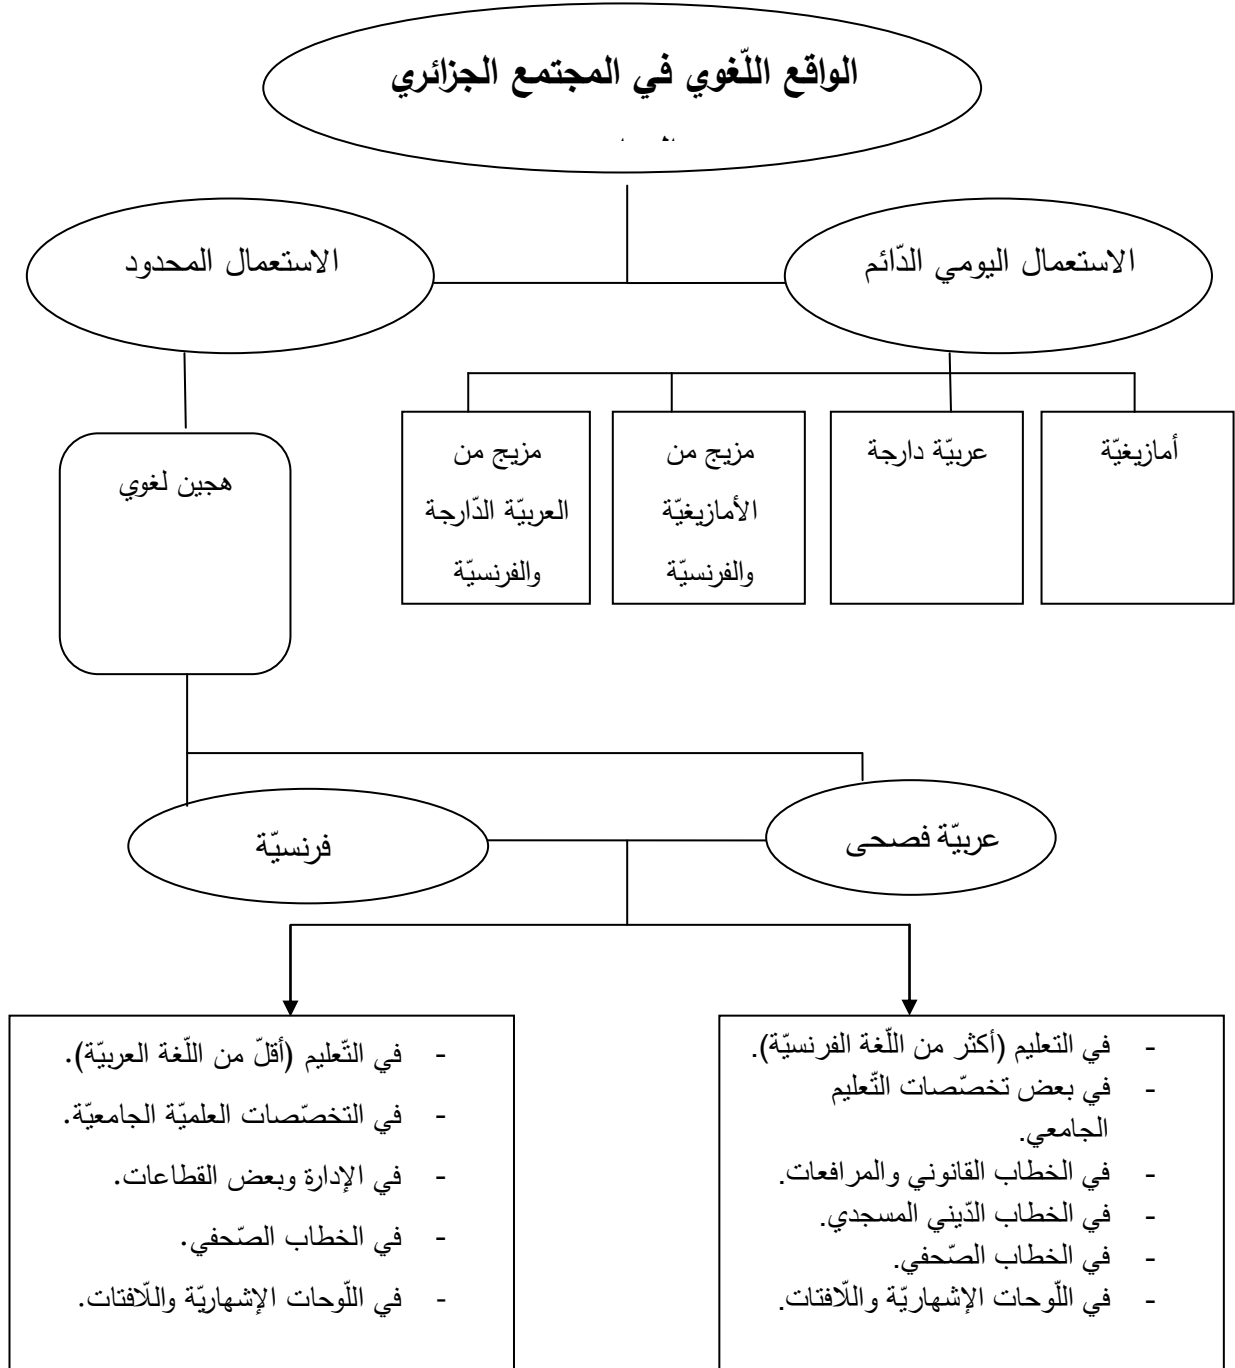 الواقع اللّغوي في المجتمع الجزائري
الاستعمال اليومي الدّائم
الاستعمال المحدود
أمازيغيّة
عربيّة دارجة
مزيج من
الأمازيغيّة
والفرنسيّة
مزيج من
العربيّة الدّارجة
والفرنسيّة
هجين لغوي
عربيّة فصحى
فرنسيّة
- في التعليم (أكثر من اللّغة الفرنسيّة).
- في بعض تخصّصات التّعليم
الجامعي.
- في الخطاب القانوني والمرافعات.
- في الخطاب الدّيني المسجدي.
- في الخطاب الصّحفي.
- في اللّوحات الإشهاريّة واللّافتات.
- في التّعليم (أقلّ من اللّغة العربيّة).
- في التخصّصات العلميّة الجامعيّة.
- في الإدارة وبعض القطاعات.
- في الخطاب الصّحفي.
- في اللّوحات الإشهاريّة واللّافتات.